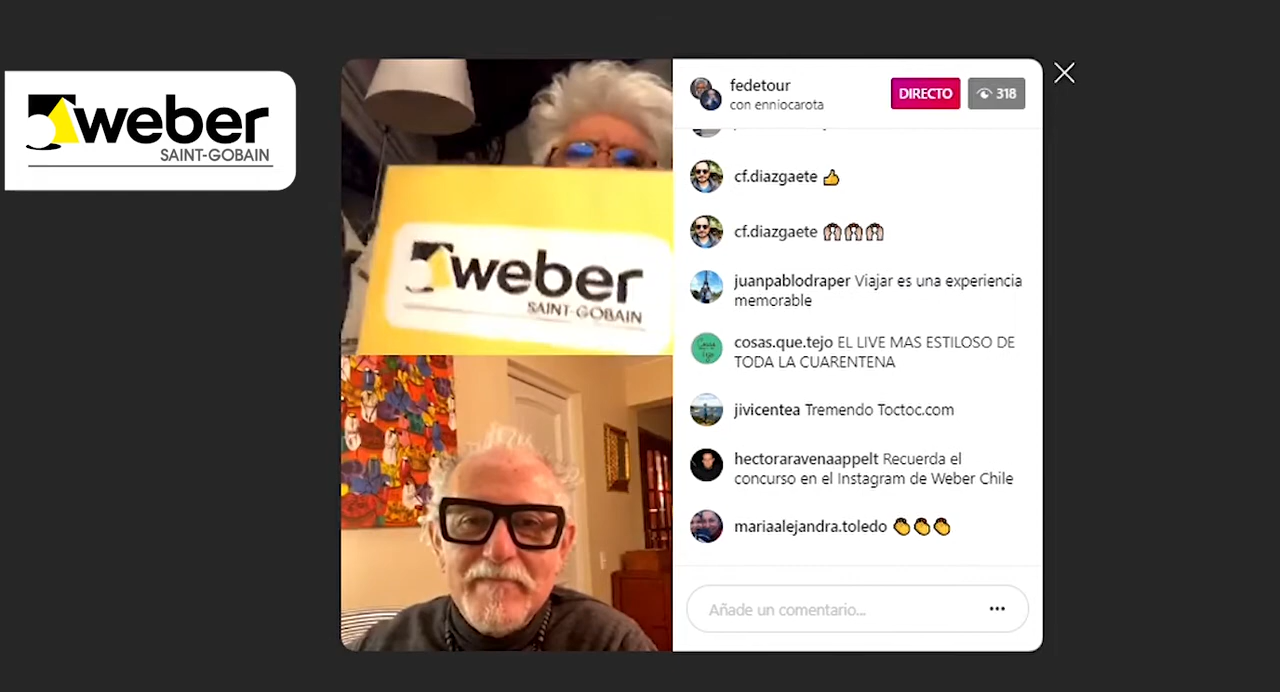 weber
SAINT-GOBAIN
weber
SAINT-GOBAIN
fedetour
con enniocarota
DIRECTO
318
cf.diazgaete 👍
cf.diazgaete 🙌🙌🙌
juanpablodraper Viajar es una experiencia
memorable
cosas.que.tejo EL LIVE MAS ESTILOSO DE
TODA LA CUARENTENA
jivicentea Tremendo Toctoc.com
hectoraravenaappelt Recuerda el
concurso en el Instagram de Weber Chile
mariaalejandra.toledo 👏👏👏
Añade un comentario...